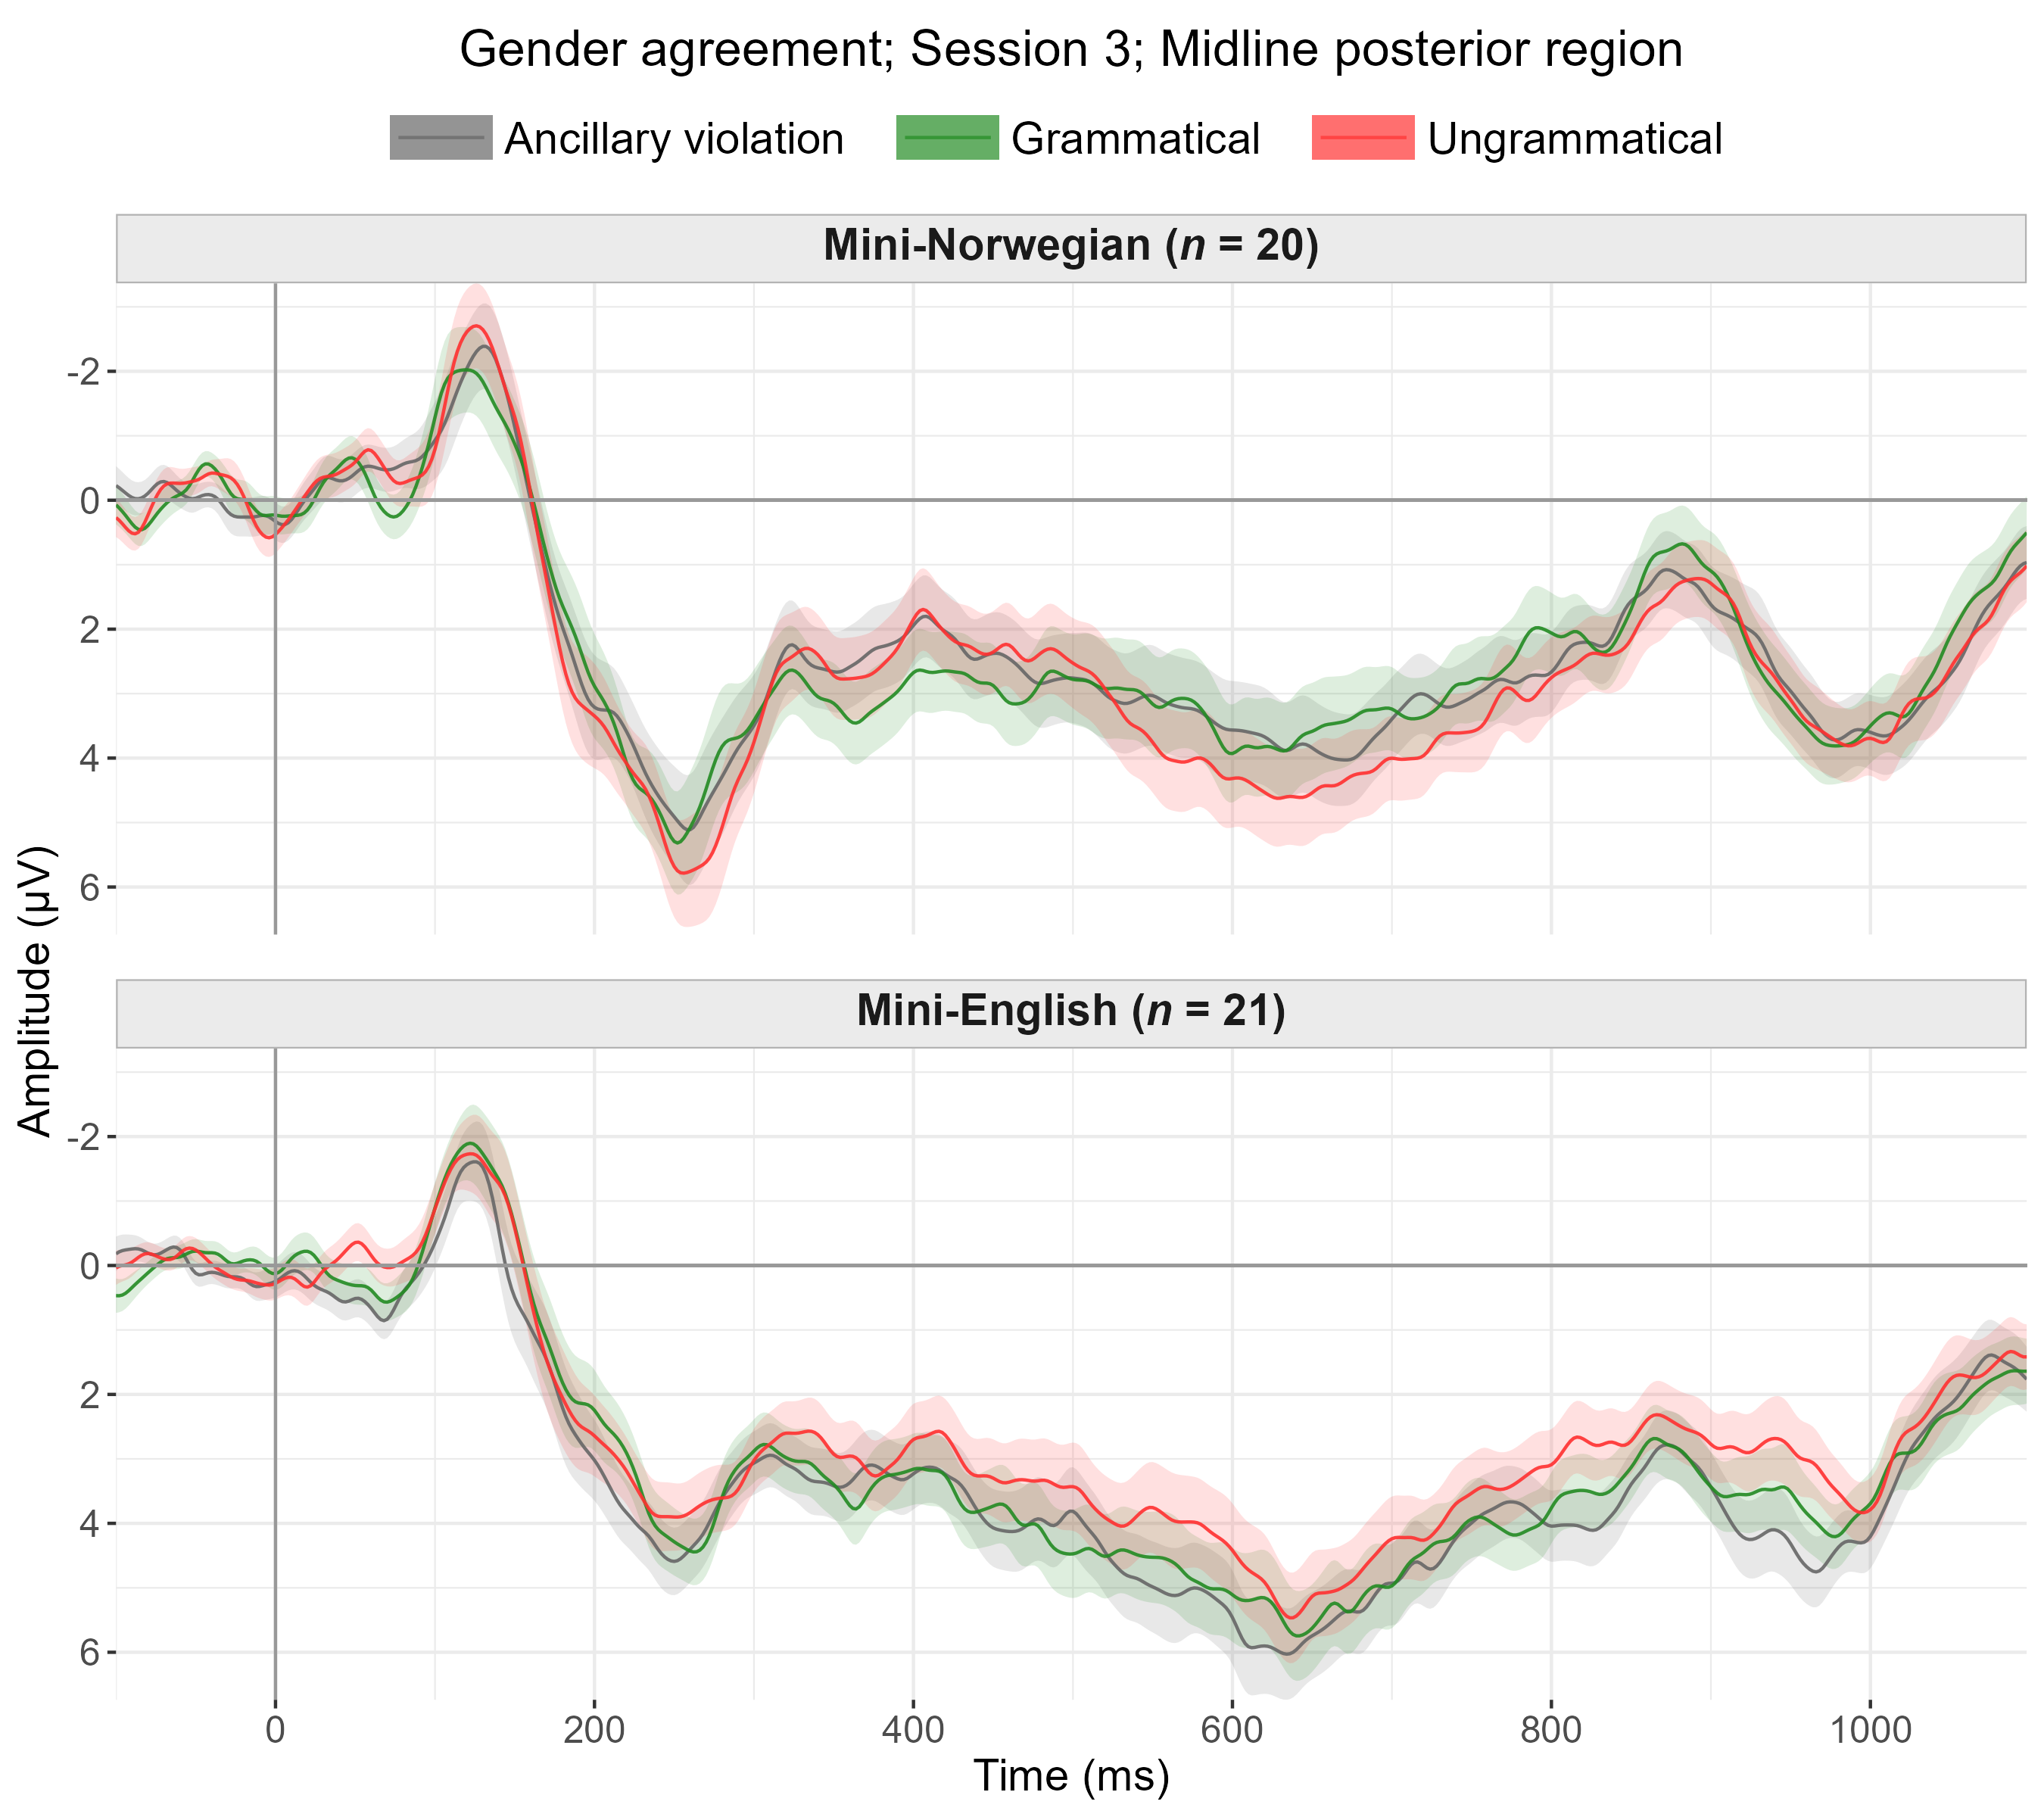 Gender agreement; Session 3; Midline posterior region
Ancillary violation Grammatical Ungrammatical
Mini-Norwegian (n = 20)
-2
0
2
4
6
Mini-English (n = 21)
-2
0
2
4
6
0 200 400 600 800 1000
Time (ms)
Amplitude (µV)